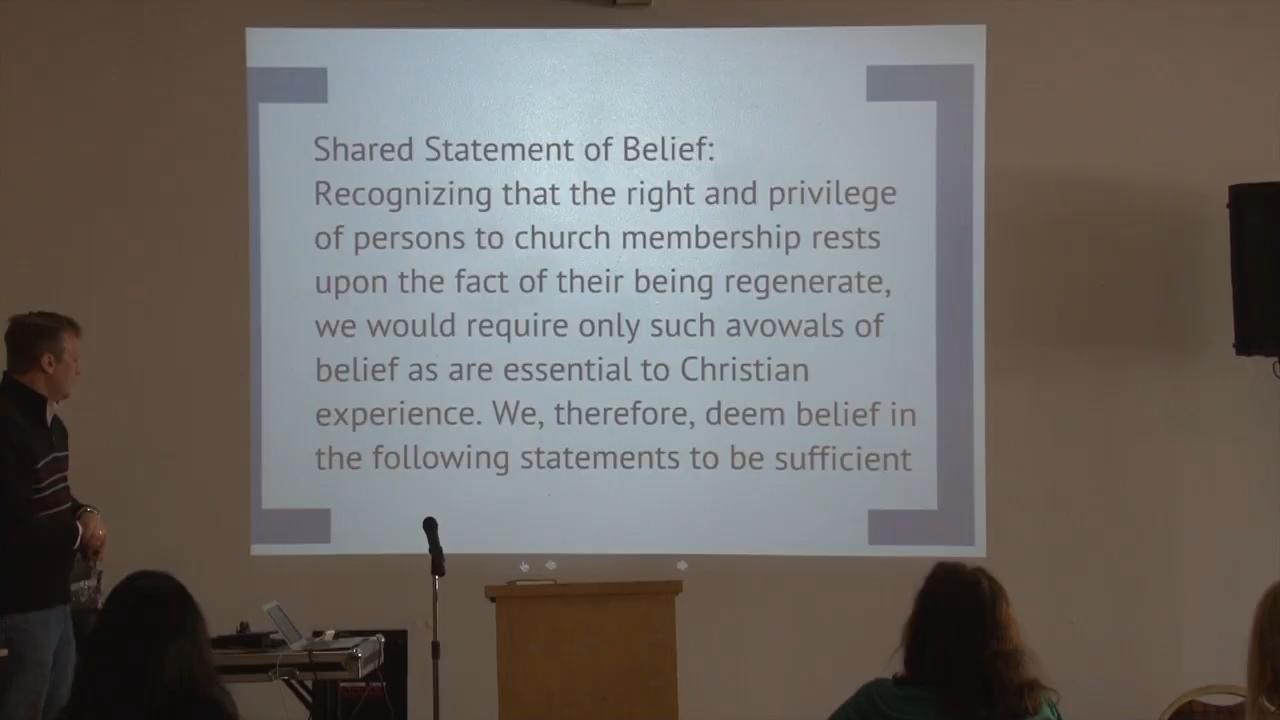 Shared Statement of Belief:
Recognizing that the right and privilege
of persons to church membership rests
upon the fact of their being regenerate,
we would require only such avowals of
belief as are essential to Christian
experience. We, therefore, deem belief in
the following statements to be sufficient